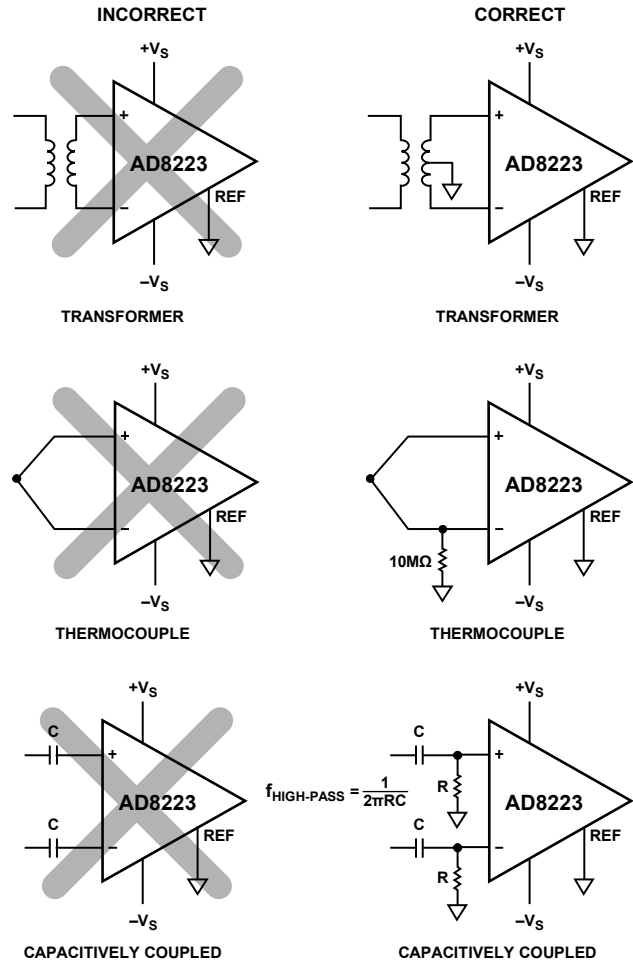 INCORRECT
CORRECT
+VS
+
AD8223
REF
−
−VS
TRANSFORMER
+VS
+
AD8223
REF
−
−VS
TRANSFORMER
+VS
+
AD8223
REF
−
−VS
THERMOCOUPLE
+VS
+
AD8223
REF
−
10MΩ
−VS
THERMOCOUPLE
+VS
C
+
AD8223
REF
C
−
−VS
CAPACITIVELY COUPLED
fHIGH-PASS = 1/2πRC
+VS
C
+
R
AD8223
REF
C
−
R
−VS
CAPACITIVELY COUPLED